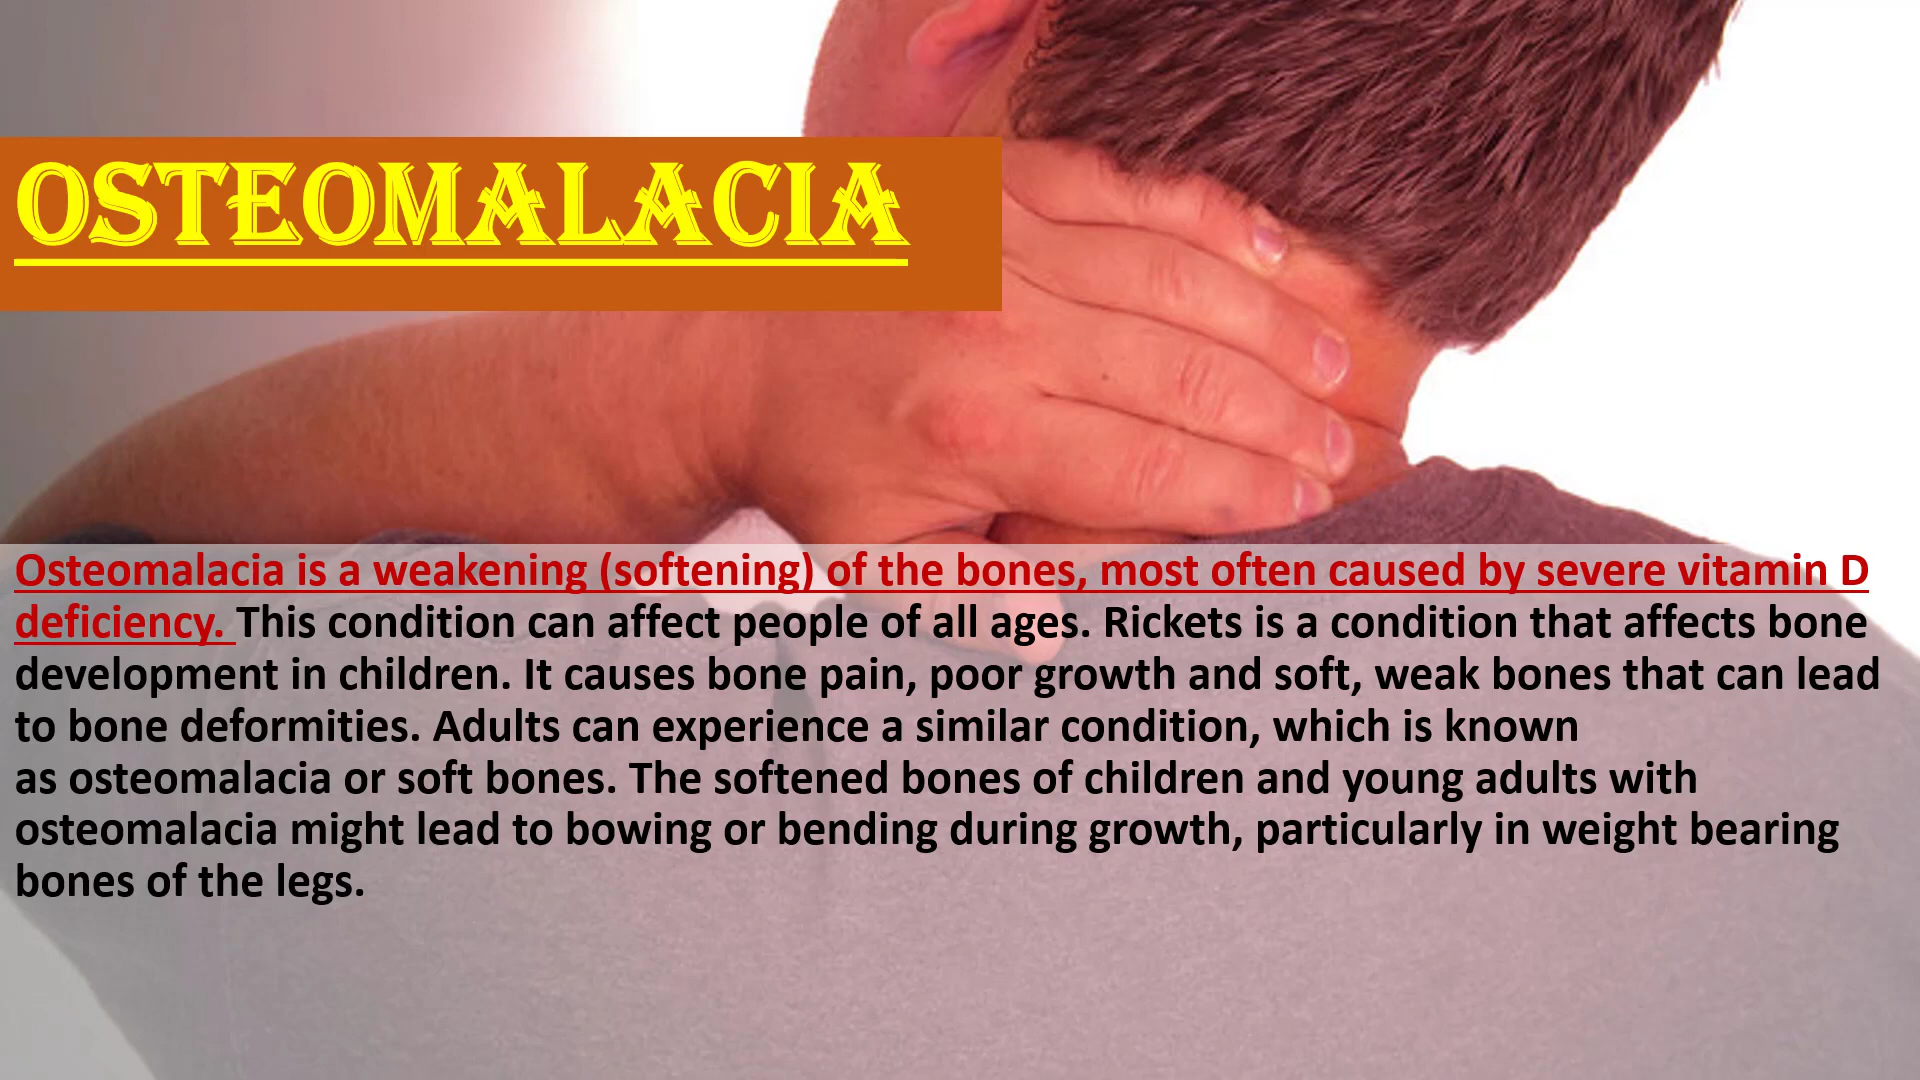 OSTEOMALACIA
Osteomalacia is a weakening (softening) of the bones, most often caused by severe vitamin D
deficiency. This condition can affect people of all ages. Rickets is a condition that affects bone
development in children. It causes bone pain, poor growth and soft, weak bones that can lead
to bone deformities. Adults can experience a similar condition, which is known
as osteomalacia or soft bones. The softened bones of children and young adults with
osteomalacia might lead to bowing or bending during growth, particularly in weight bearing
bones of the legs.